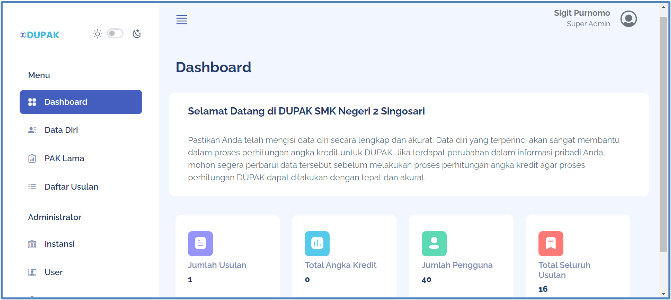 DUPAK
Sigit Purnomo
Super Admin
Menu
Dashboard
Data Diri
PAK Lama
Daftar Usulan
Administrator
Instansi
User
Dashboard
Selamat Datang di DUPAK SMK Negeri 2 Singosari
Pastikan Anda telah mengisi data diri secara lengkap dan akurat. Data diri yang terperinci akan sangat membantu
dalam proses perhitungan angka kredit untuk DUPAK. Jika terdapat perubahan dalam informasi pribadi Anda,
mohon segera perbarui data tersebut sebelum melakukan proses perhitungan angka kredit agar proses
perhitungan DUPAK dapat dilakukan dengan tepat dan akurat.
Jumlah Usulan
1
Total Angka Kredit
0
Jumlah Pengguna
40
Total Seluruh
Usulan
16